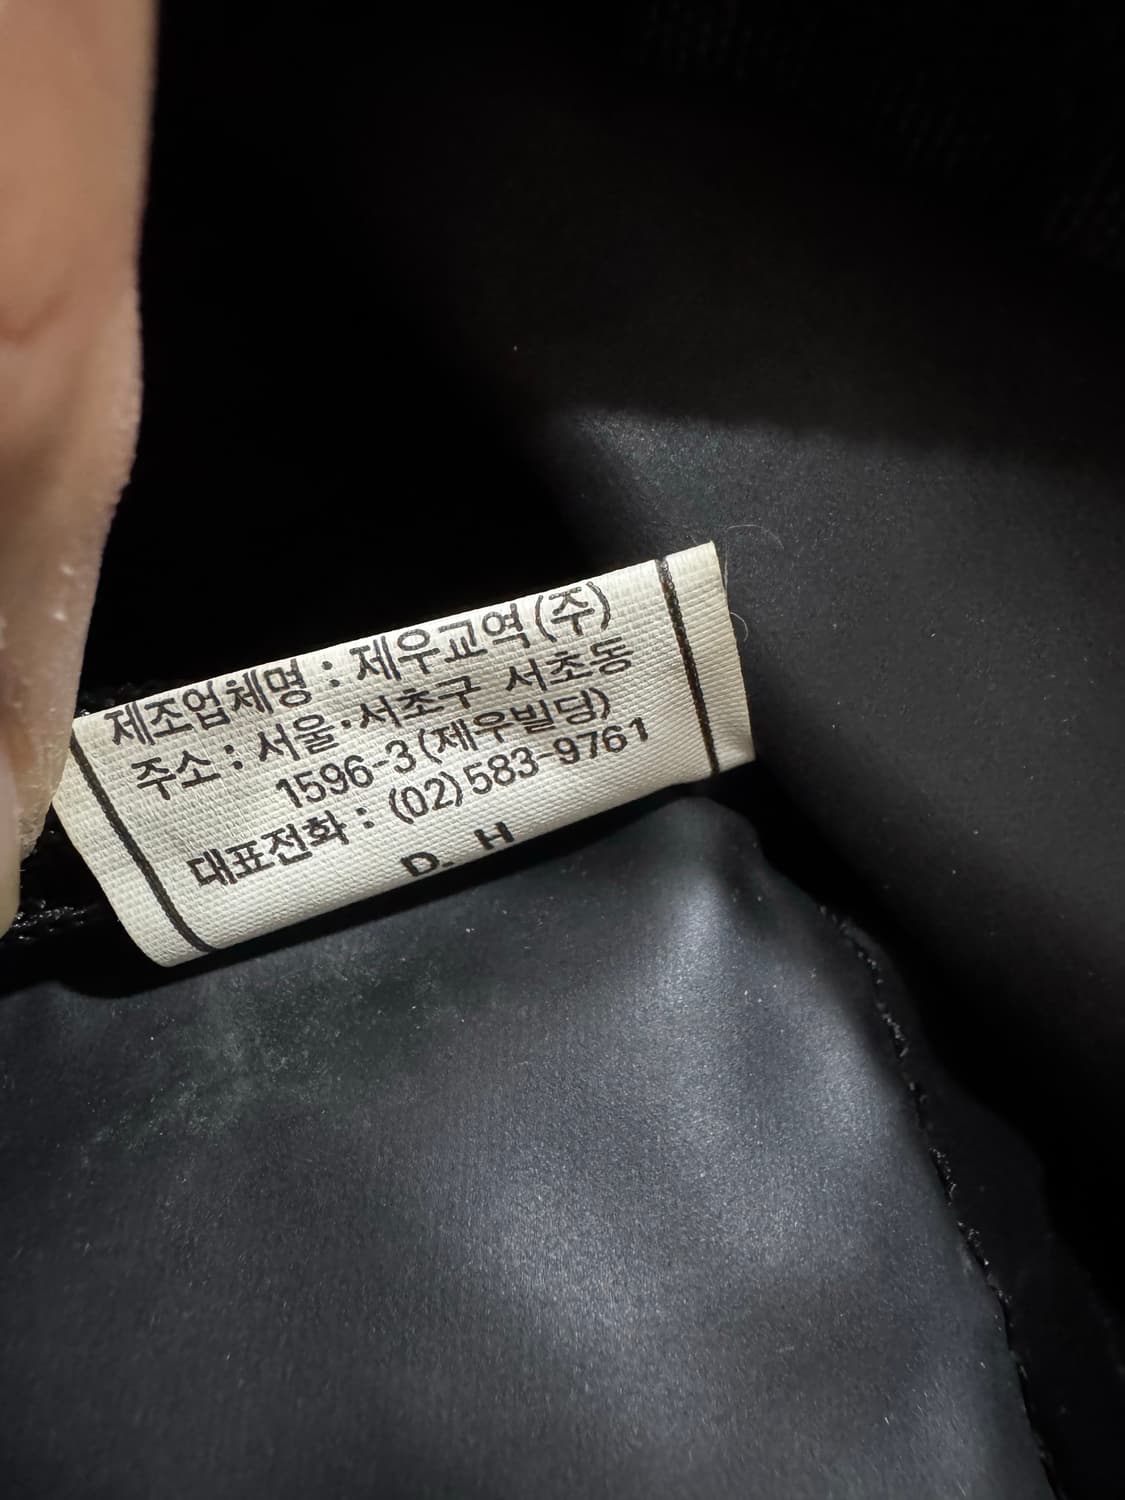 제조업체명 : 제우교역(주)
주소 : 서울·서초구 서초동
1596-3(제우빌딩)
대표전화 : (02)583-9761
D. H